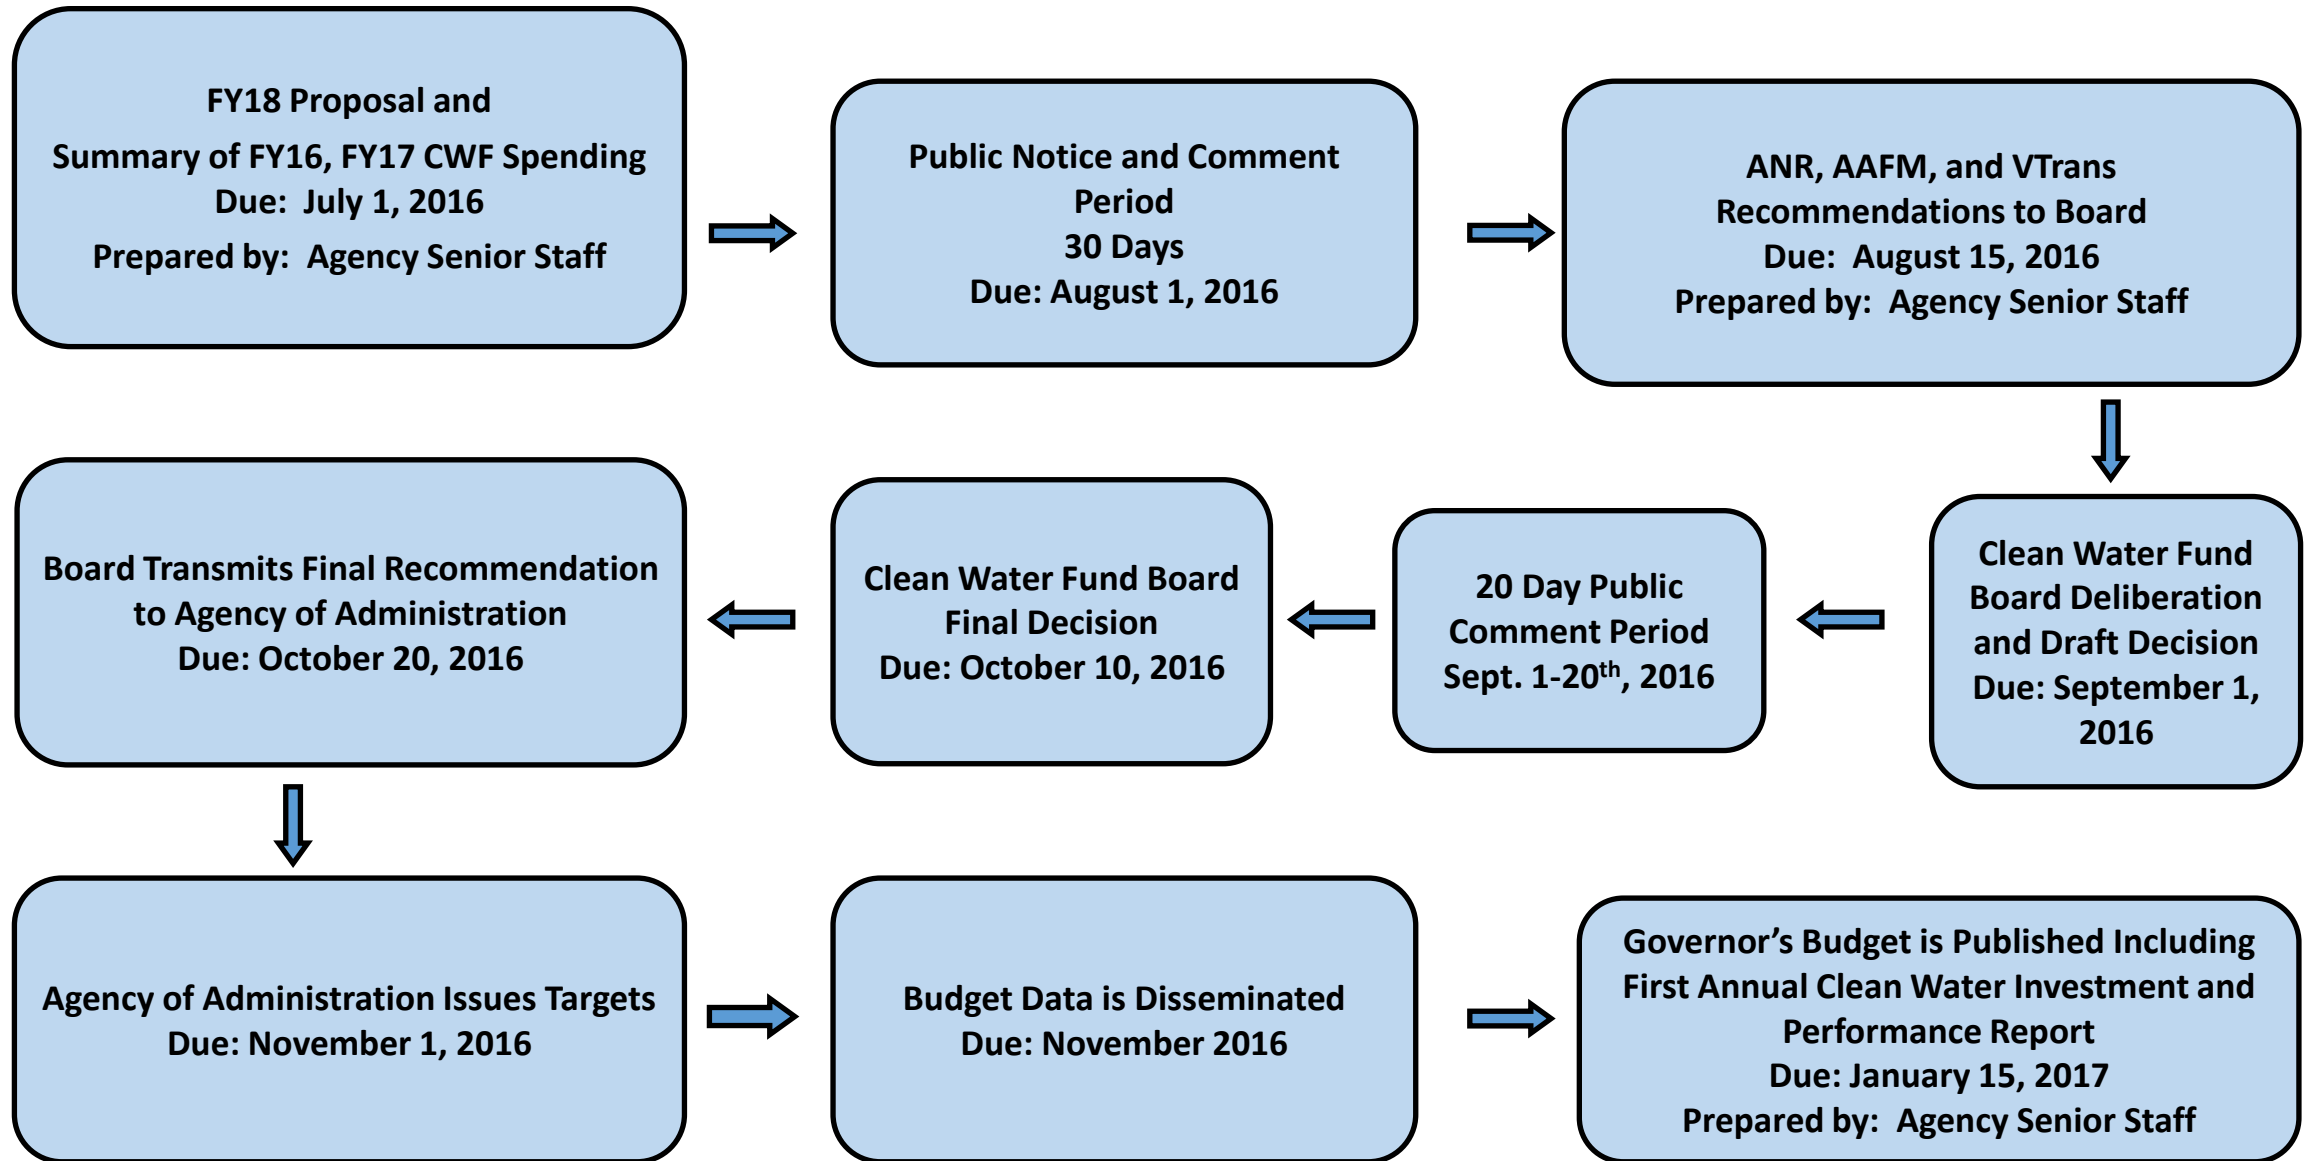 FY18 Proposal and
Summary of FY16, FY17 CWF Spending
Due:  July 1, 2016
Prepared by:  Agency Senior Staff
Public Notice and Comment
Period
30 Days
Due: August 1, 2016
ANR, AAFM, and VTrans
Recommendations to Board
Due:  August 15, 2016
Prepared by:  Agency Senior Staff
Clean Water Fund
Board Deliberation
and Draft Decision
Due: September 1,
2016
20 Day Public
Comment Period
Sept. 1-20th, 2016
Clean Water Fund Board
Final Decision
Due: October 10, 2016
Board Transmits Final Recommendation
to Agency of Administration
Due: October 20, 2016
Agency of Administration Issues Targets
Due: November 1, 2016
Budget Data is Disseminated
Due: November 2016
Governor’s Budget is Published Including
First Annual Clean Water Investment and
Performance Report
Due: January 15, 2017
Prepared by:  Agency Senior Staff